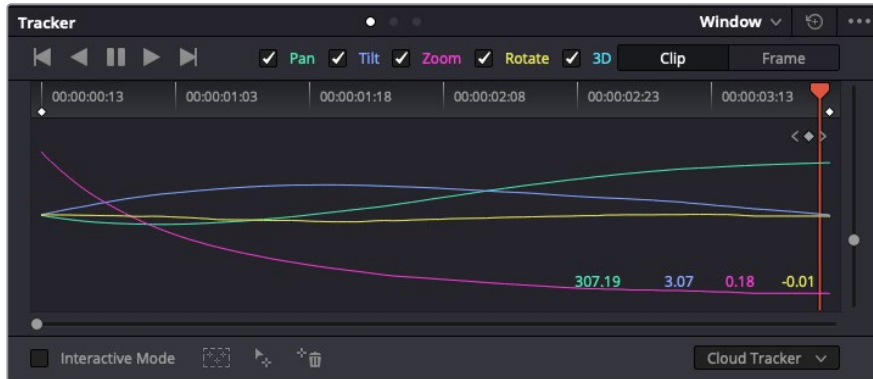 Tracker Window
Pan Tilt Zoom Rotate 3D Clip Frame
00:00:00:13 00:00:01:03 00:00:01:18 00:00:02:08 00:00:02:23 00:00:03:13
307.19 3.07 0.18 -0.01
Interactive Mode Cloud Tracker